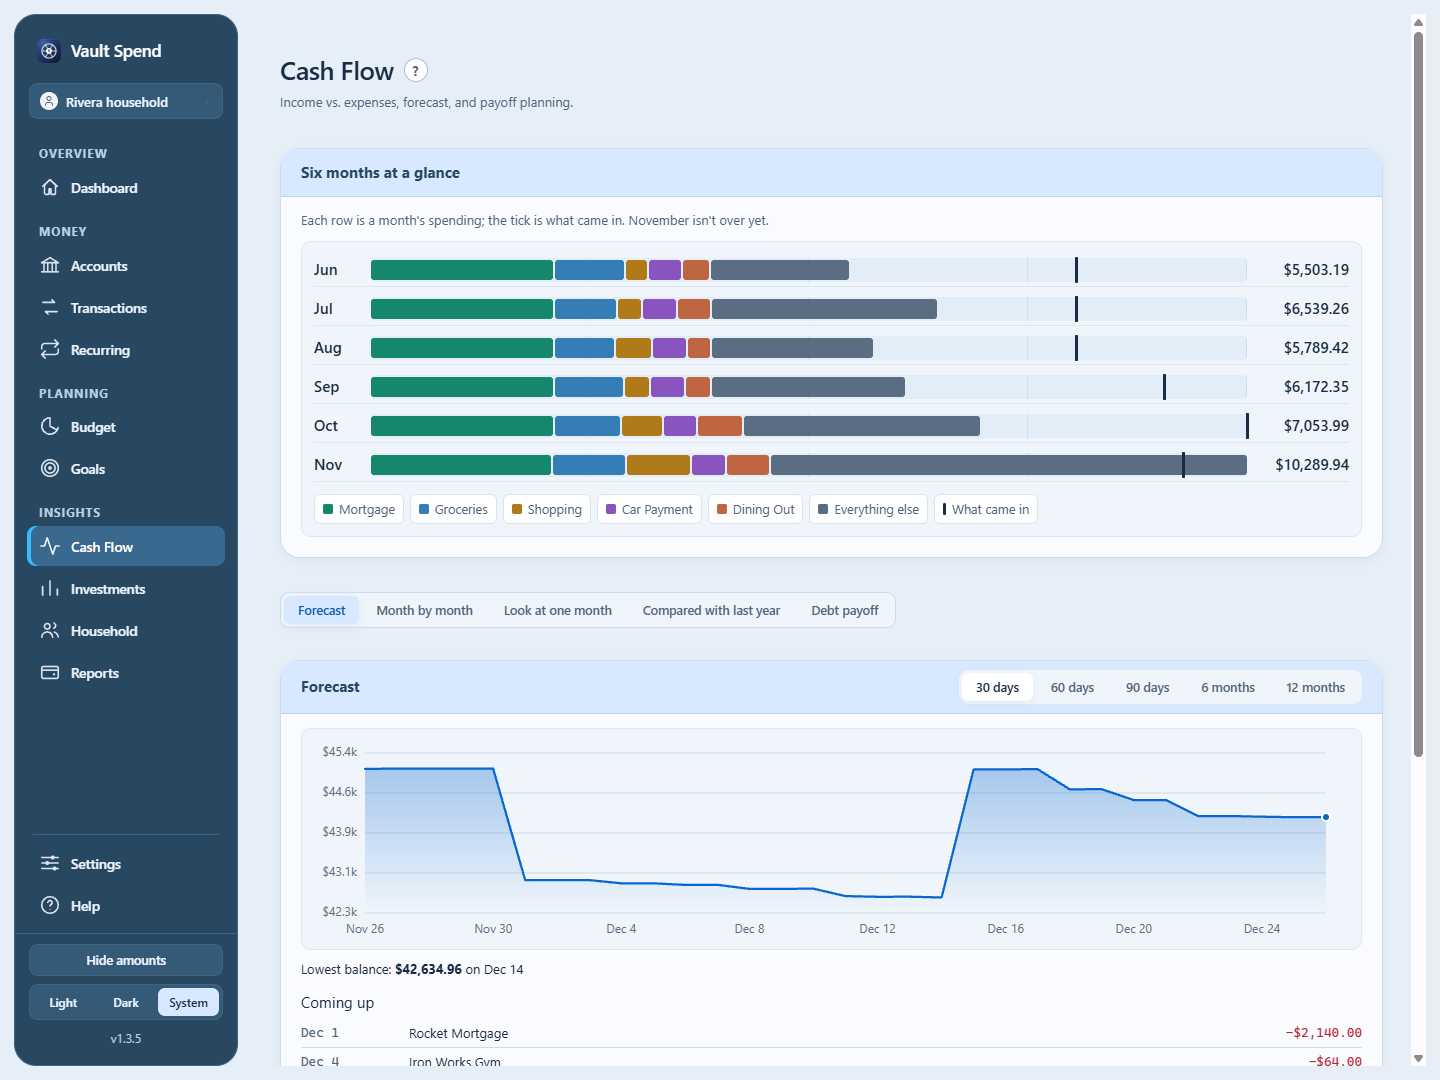 Vault Spend
Rivera household
OVERVIEW
Dashboard
MONEY
Accounts
Transactions
Recurring
PLANNING
Budget
Goals
INSIGHTS
Cash Flow
Investments
Household
Reports
Settings
Help
Hide amounts
Light Dark System
v1.3.5
Cash Flow ?
Income vs. expenses, forecast, and payoff planning.
Six months at a glance
Each row is a month's spending; the tick is what came in. November isn't over yet.
Jun $5,503.19
Jul $6,539.26
Aug $5,789.42
Sep $6,172.35
Oct $7,053.99
Nov $10,289.94
Mortgage Groceries Shopping Car Payment Dining Out Everything else What came in
Forecast Month by month Look at one month Compared with last year Debt payoff
Forecast 30 days 60 days 90 days 6 months 12 months
$45.4k
$44.6k
$43.9k
$43.1k
$42.3k
Nov 26 Nov 30 Dec 4 Dec 8 Dec 12 Dec 16 Dec 20 Dec 24
Lowest balance: $42,634.96 on Dec 14
Coming up
Dec 1 Rocket Mortgage −$2,140.00
Dec 4 Iron Works Gym −$64.00